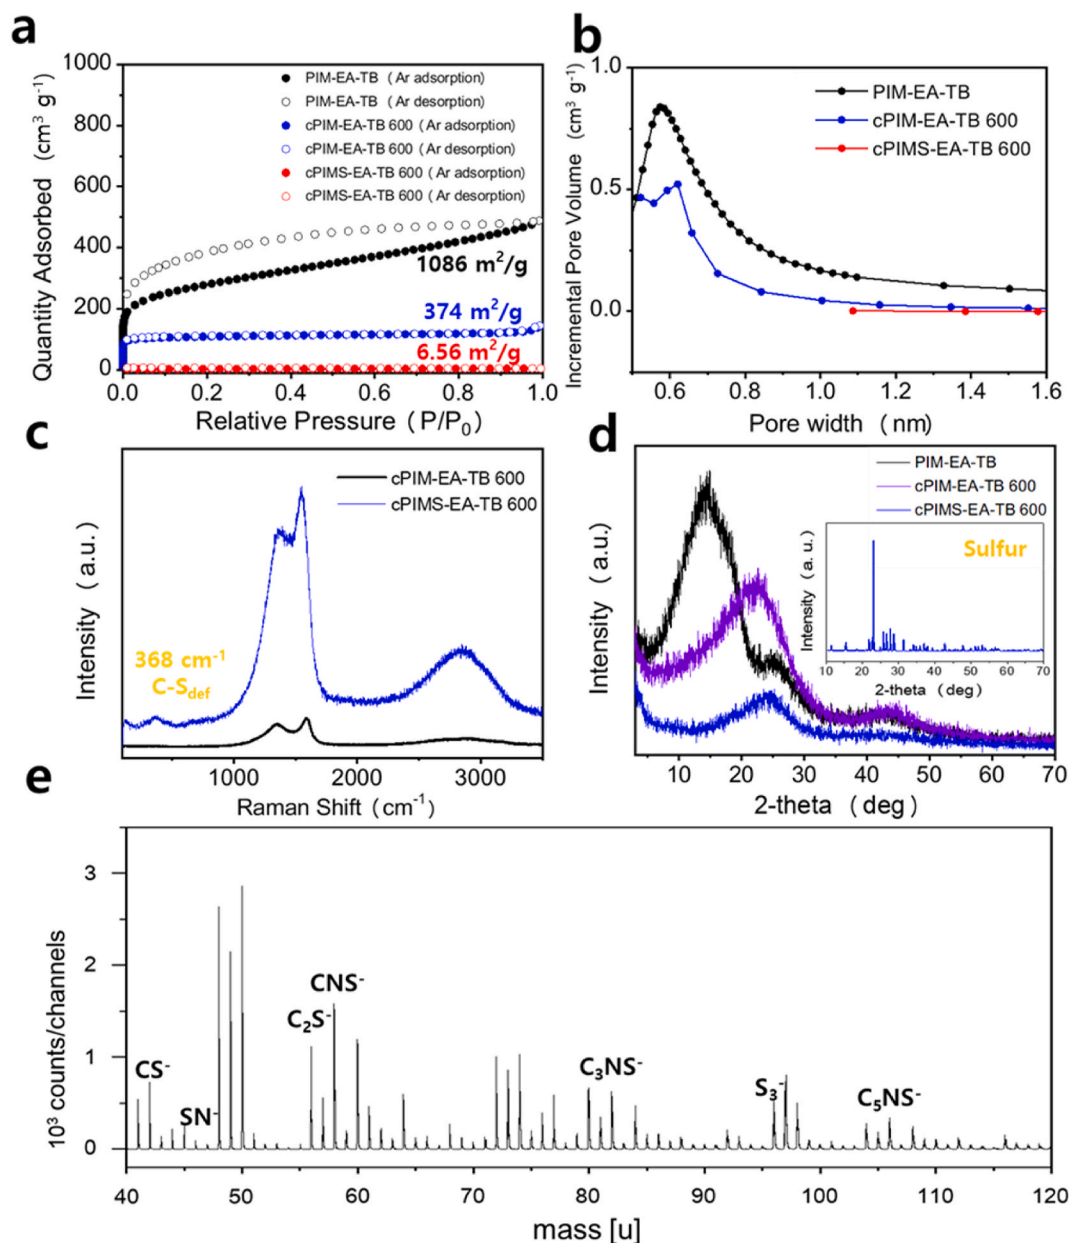 a
Quantity Adsorbed (cm³ g⁻¹)
1000
800
600
400
200
0
PIM-EA-TB (Ar adsorption)
PIM-EA-TB (Ar desorption)
cPIM-EA-TB 600 (Ar adsorption)
cPIM-EA-TB 600 (Ar desorption)
cPIMS-EA-TB 600 (Ar adsorption)
cPIMS-EA-TB 600 (Ar desorption)
1086 m²/g
374 m²/g
6.56 m²/g
0.0 0.2 0.4 0.6 0.8 1.0
Relative Pressure (P/P₀)
b
Incremental Pore Volume (cm³ g⁻¹)
1.0
0.5
0.0
PIM-EA-TB
cPIM-EA-TB 600
cPIMS-EA-TB 600
0.6 0.8 1.0 1.2 1.4 1.6
Pore width (nm)
c
Intensity (a.u.)
cPIM-EA-TB 600
cPIMS-EA-TB 600
368 cm⁻¹
C-S_def
1000 2000 3000
Raman Shift (cm⁻¹)
d
Intensity (a.u.)
PIM-EA-TB
cPIM-EA-TB 600
cPIMS-EA-TB 600
Sulfur
Intensity (a. u.)
10 20 30 40 50 60 70
2-theta (deg)
10 20 30 40 50 60 70
2-theta (deg)
e
10³ counts/channels
3
2
1
0
CS⁻
SN⁻
C₂S⁻
CNS⁻
C₃NS⁻
S₃⁻
C₅NS⁻
40 50 60 70 80 90 100 110 120
mass [u]